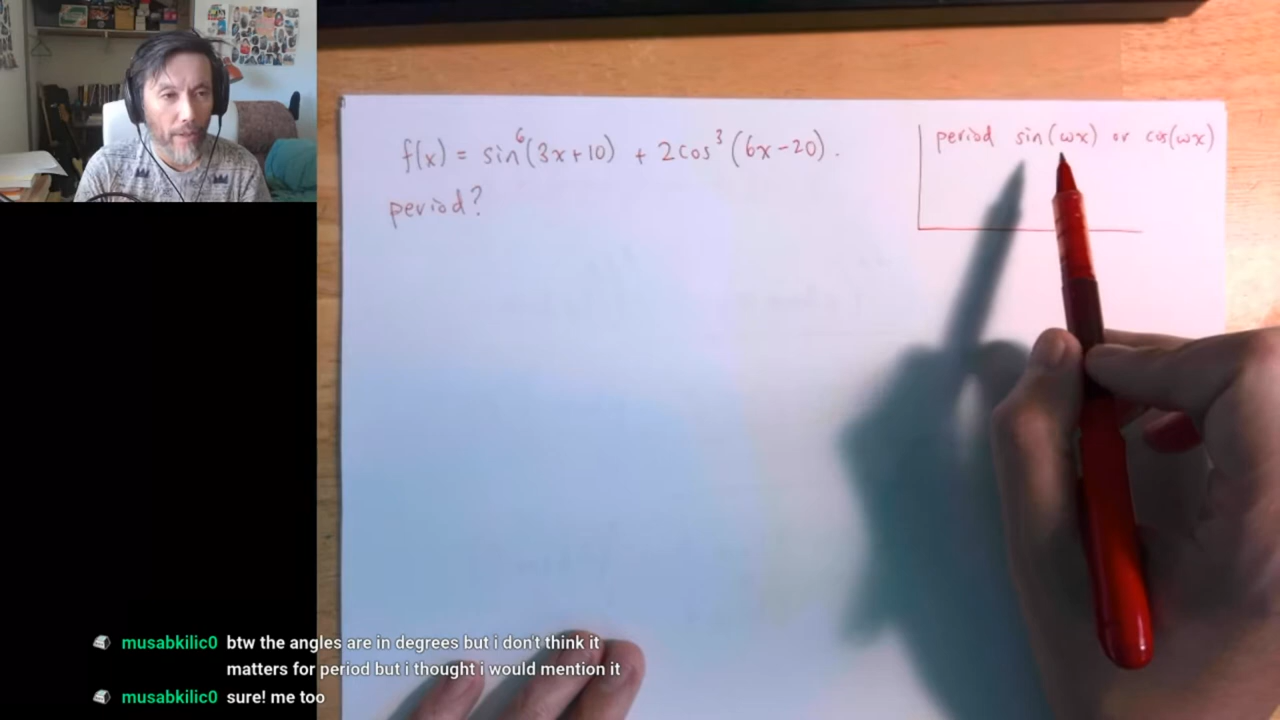 f(x) = sin⁶(3x+10) + 2cos³(6x-20).
period?
period sin(ωx) or cos(ωx)
musabkilic0 btw the angles are in degrees but i don't think it
matters for period but i thought i would mention it
musabkilic0 sure! me too